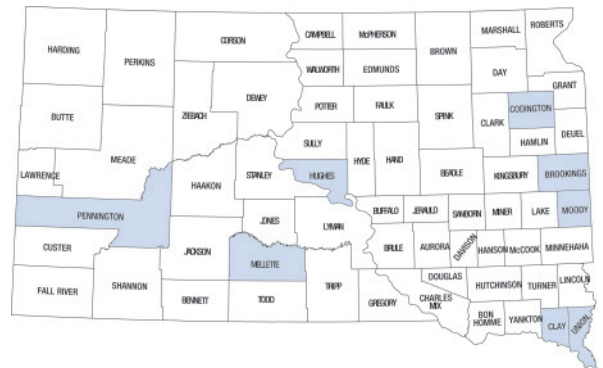 HARDING
PERKINS
CORSON
CAMPBELL
McPHERSON
BROWN
MARSHALL
ROBERTS
WALWORTH
EDMUNDS
DAY
GRANT
BUTTE
ZIEBACH
DEWEY
POTTER
FAULK
SPINK
CLARK
CODINGTON
HAMLIN
DEUEL
MEADE
SULLY
LAWRENCE
HAAKON
STANLEY
HUGHES
HYDE
HAND
BEADLE
KINGSBURY
BROOKINGS
PENNINGTON
JONES
LYMAN
BUFFALO
JERAULD
SANBORN
MINER
LAKE
MOODY
CUSTER
JACKSON
MELLETTE
BRULE
AURORA
DAVISON
HANSON
McCOOK
MINNEHAHA
FALL RIVER
SHANNON
BENNETT
TODD
TRIPP
GREGORY
CHARLES
MIX
DOUGLAS
HUTCHINSON
TURNER
LINCOLN
BON
HOMME
YANKTON
CLAY
UNION